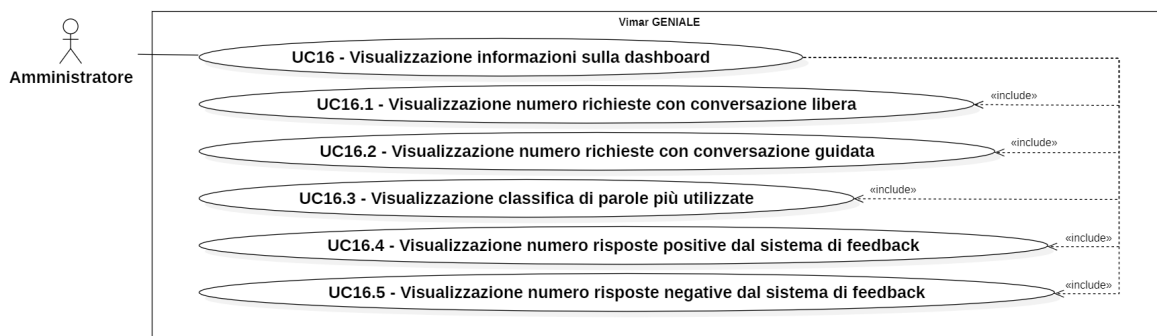 Vimar GENIALE
Amministratore
UC16 - Visualizzazione informazioni sulla dashboard
UC16.1 - Visualizzazione numero richieste con conversazione libera
«include»
UC16.2 - Visualizzazione numero richieste con conversazione guidata
«include»
UC16.3 - Visualizzazione classifica di parole più utilizzate
«include»
UC16.4 - Visualizzazione numero risposte positive dal sistema di feedback
«include»
UC16.5 - Visualizzazione numero risposte negative dal sistema di feedback
«include»